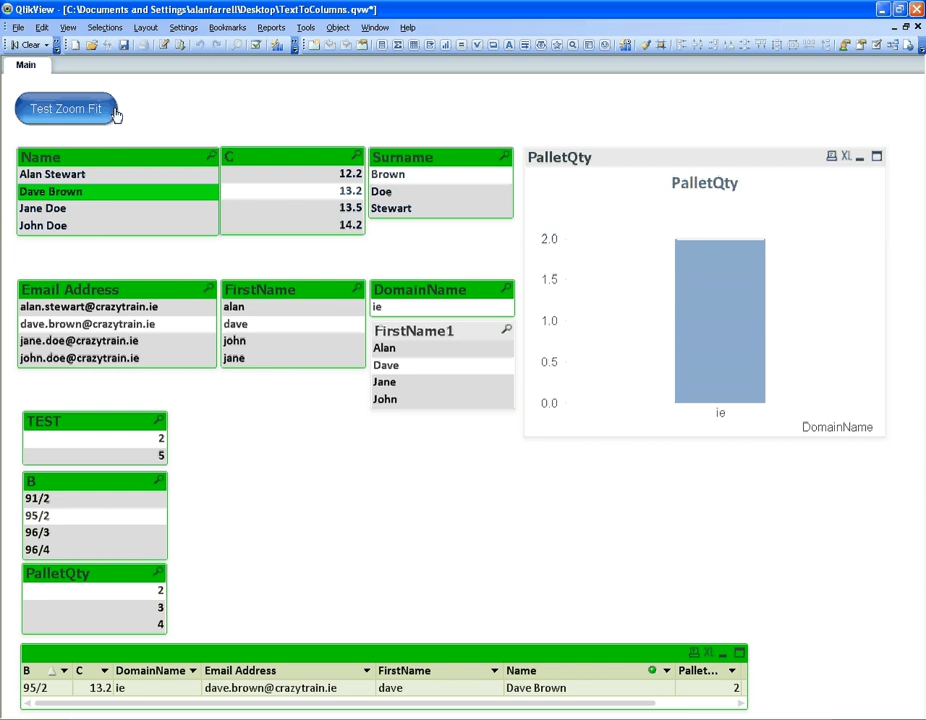 QlikView - [C:\Documents and Settings\alanfarrell\Desktop\TextToColumns.qvw*]
File Edit View Selections Layout Settings Bookmarks Reports Tools Object Window Help
Clear
Main
Test Zoom Fit
Name
Alan Stewart
Dave Brown
Jane Doe
John Doe
C
12.2
13.2
13.5
14.2
Surname
Brown
Doe
Stewart
PalletQty XL
PalletQty
2.0
1.5
1.0
0.5
0.0
ie
DomainName
Email Address
alan.stewart@crazytrain.ie
dave.brown@crazytrain.ie
jane.doe@crazytrain.ie
john.doe@crazytrain.ie
FirstName
alan
dave
john
jane
DomainName
ie
FirstName1
Alan
Dave
Jane
John
TEST
2
5
B
91/2
95/2
96/3
96/4
PalletQty
2
3
4
XL
B C DomainName Email Address FirstName Name Pallet...
95/2 13.2 ie dave.brown@crazytrain.ie dave Dave Brown 2